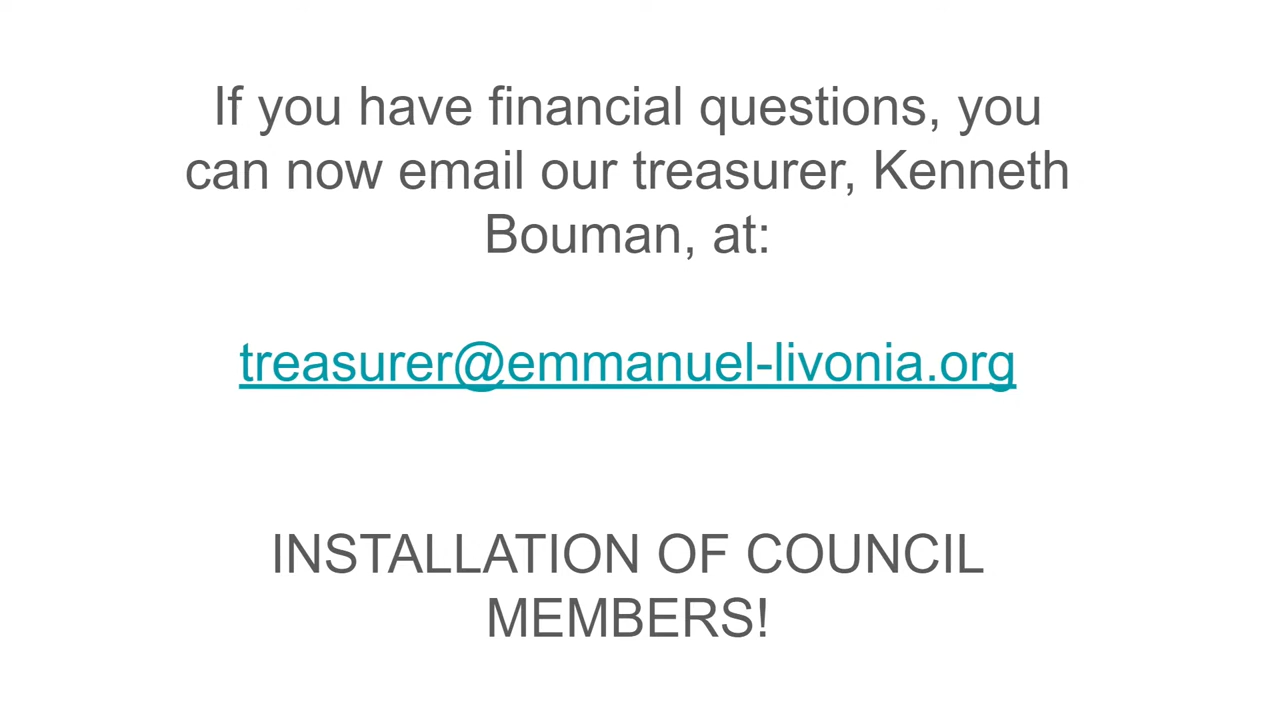 If you have financial questions, you
can now email our treasurer, Kenneth
Bouman, at:
treasurer@emmanuel-livonia.org
INSTALLATION OF COUNCIL
MEMBERS!